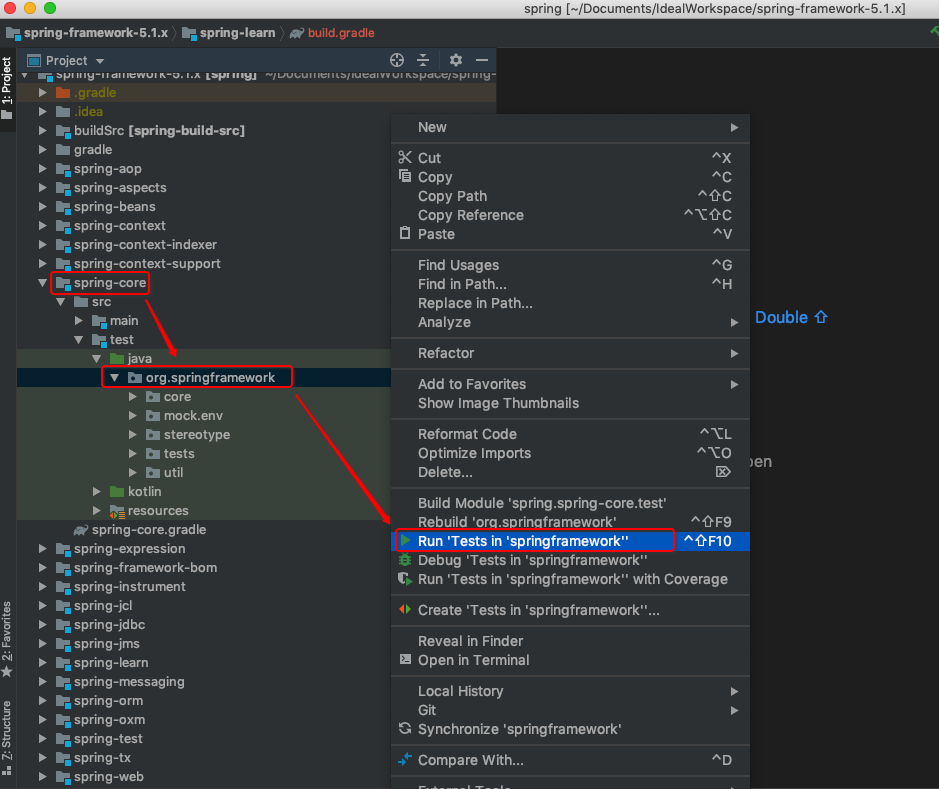 spring [~/Documents/IdealWorkspace/spring-framework-5.1.x]
spring-framework-5.1.x
spring-learn
build.gradle
1: Project
Project
spring-framework-5.1.x [spring] ~/Documents/IdealWorkspace/spring-
.gradle
.idea
buildSrc [spring-build-src]
gradle
spring-aop
spring-aspects
spring-beans
spring-context
spring-context-indexer
spring-context-support
spring-core
src
main
test
java
org.springframework
core
mock.env
stereotype
tests
util
kotlin
resources
spring-core.gradle
spring-expression
spring-framework-bom
spring-instrument
spring-jcl
spring-jdbc
spring-jms
spring-learn
spring-messaging
spring-orm
spring-oxm
spring-test
spring-tx
spring-web
2: Favorites
7: Structure
New
Cut ^X
Copy ^C
Copy Path ^⇧C
Copy Reference ^⌥⇧C
Paste ^V
Find Usages ^G
Find in Path... ^H
Replace in Path...
Analyze
Refactor
Add to Favorites
Show Image Thumbnails
Reformat Code ^⌥L
Optimize Imports ^⌥O
Delete... ⌦
Build Module 'spring.spring-core.test'
Rebuild 'org.springframework' ^⇧F9
Run 'Tests in 'springframework'' ^⇧F10
Debug 'Tests in 'springframework''
Run 'Tests in 'springframework'' with Coverage
Create 'Tests in 'springframework''...
Reveal in Finder
Open in Terminal
Local History
Git
Synchronize 'springframework'
Compare With... ^D
External Tools
Double ⇧
pen